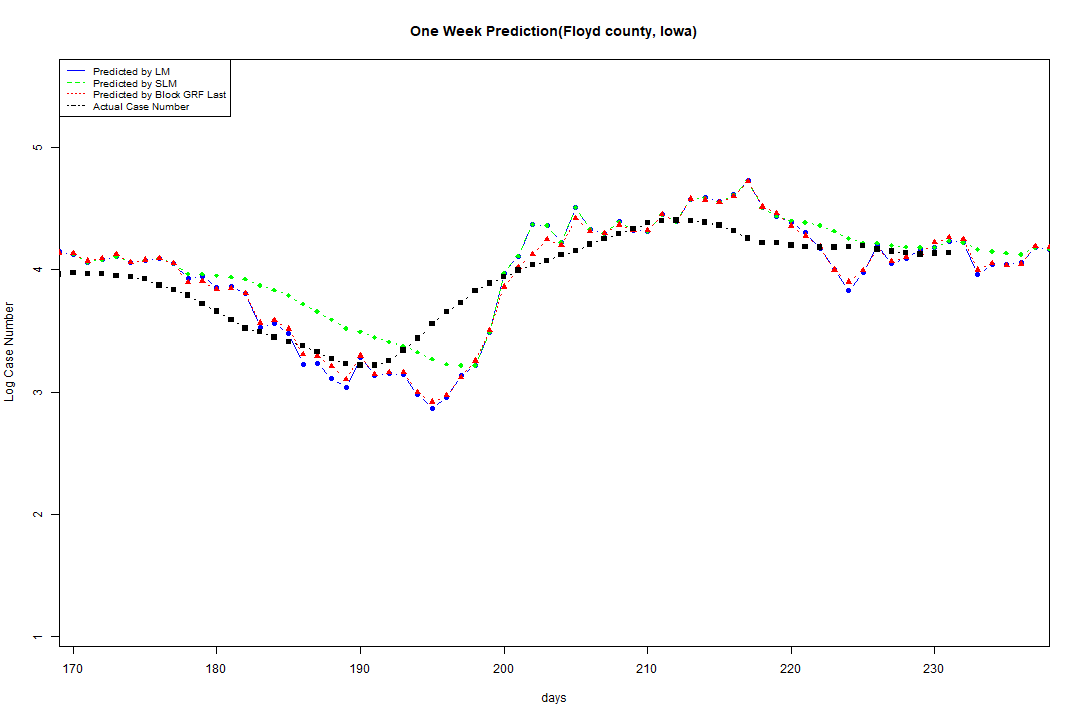 One Week Prediction(Floyd county, Iowa)
Predicted by LM
Predicted by SLM
Predicted by Block GRF Last
Actual Case Number
5
4
3
2
1
Log Case Number
170 180 190 200 210 220 230
days